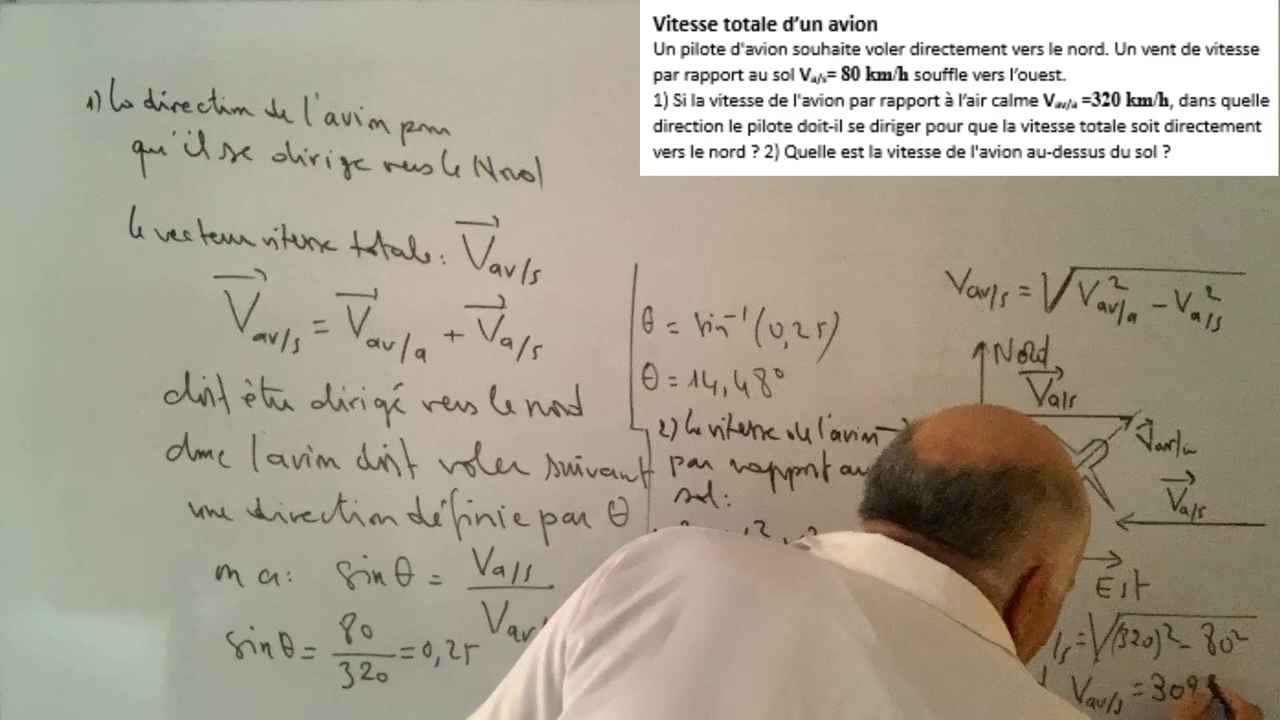 Vitesse totale d'un avion
Un pilote d'avion souhaite voler directement vers le nord. Un vent de vitesse
par rapport au sol Va/s= 80 km/h souffle vers l'ouest.
1) Si la vitesse de l'avion par rapport à l'air calme Vav/a =320 km/h, dans quelle
direction le pilote doit-il se diriger pour que la vitesse totale soit directement
vers le nord ? 2) Quelle est la vitesse de l'avion au-dessus du sol ?
1) La direction de l'avion pour
qu'il se dirige vers le Nord
le vecteur vitesse totale : Vav/s
Vav/s = Vav/a + Va/s
doit être dirigé vers le nord
donc l'avion doit voler suivant
une direction définie par θ
on a : sin θ = Va/s / Vav/
sin θ = 80/320 = 0,25
θ = sin⁻¹(0,25)
θ = 14,48°
2) La vitesse de l'avion
par rapport au
sol :
Vav/s = √(Vav/a² - Va/s²)
Nord
Va/s
Vav/a
Va/s
Est
/s = √((320)² - 80²
Vav/s = 309